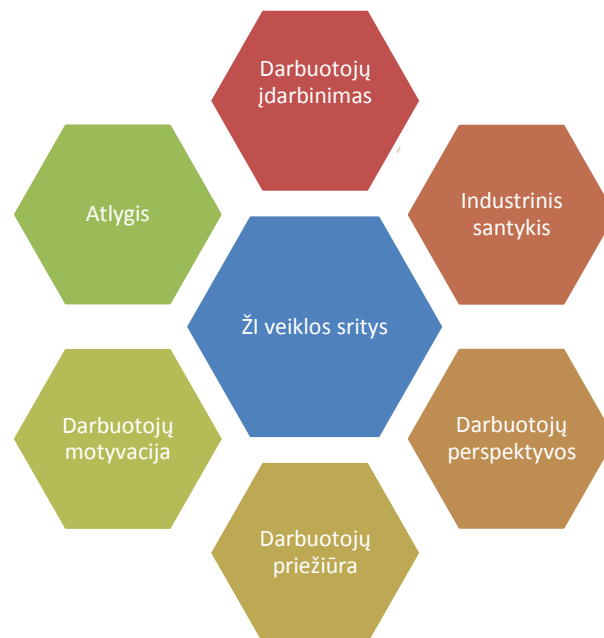 Darbuotojų
įdarbinimas
Atlygis
Industrinis
santykis
ŽI veiklos sritys
Darbuotojų
motyvacija
Darbuotojų
perspektyvos
Darbuotojų
priežiūra